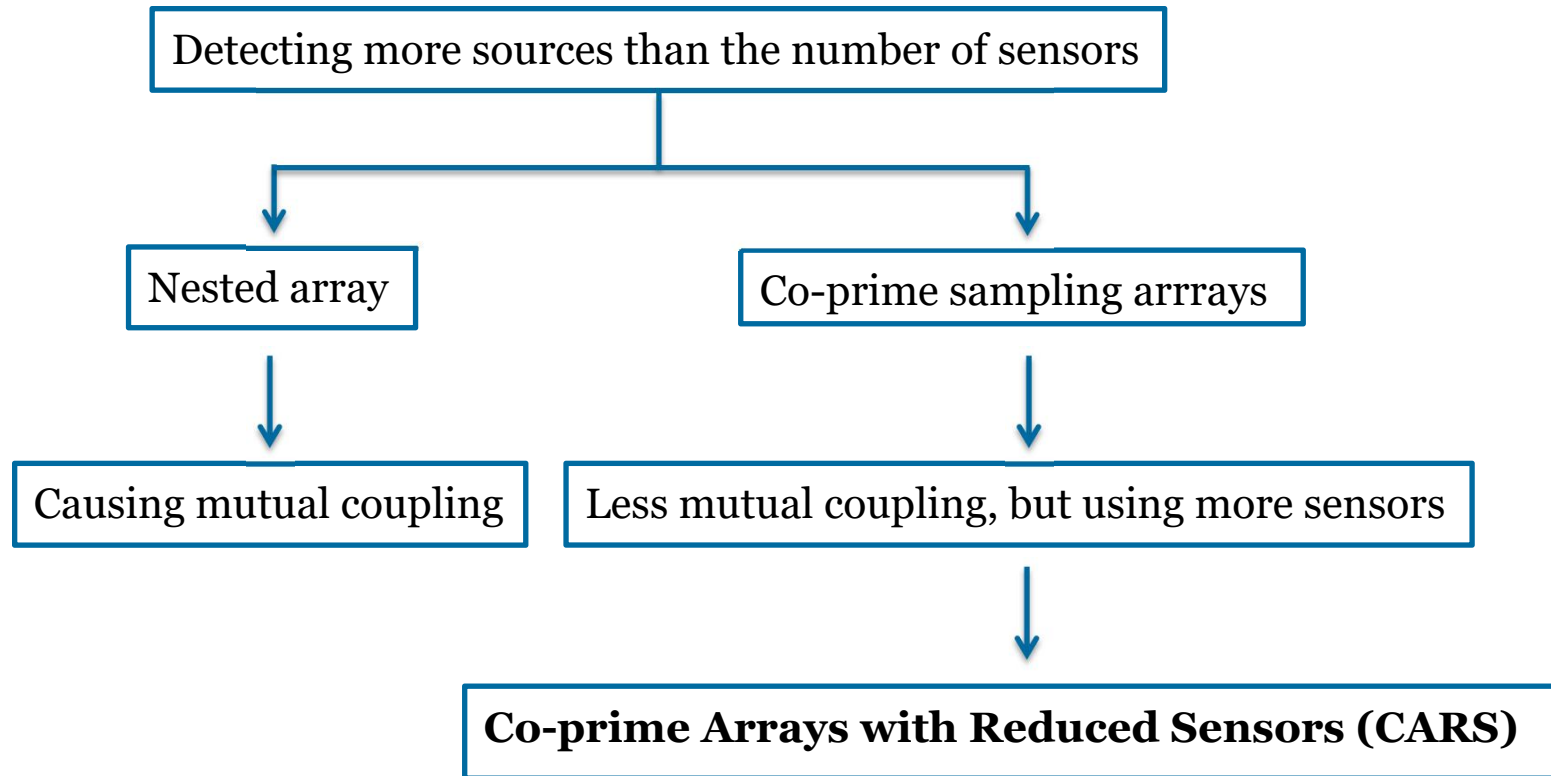 Detecting more sources than the number of sensors
Nested array
Co-prime sampling arrrays
Causing mutual coupling
Less mutual coupling, but using more sensors
Co-prime Arrays with Reduced Sensors (CARS)